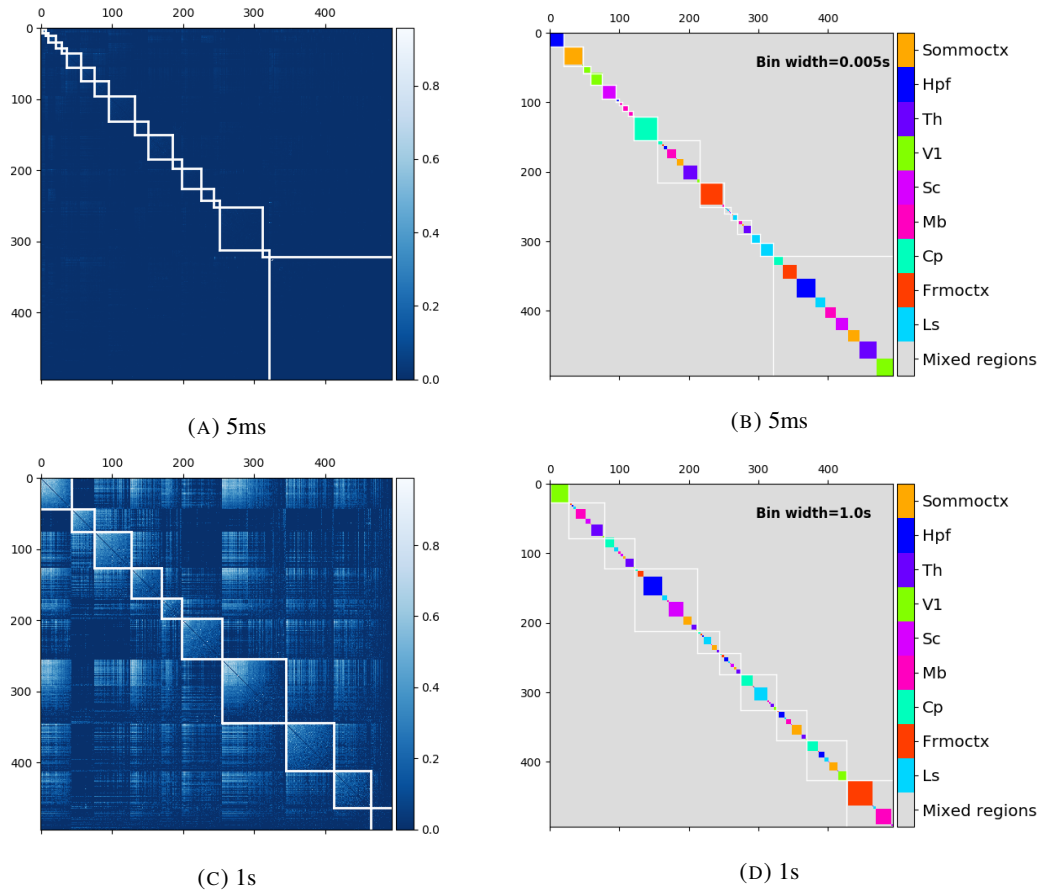 0 100 200 300 400
0
100
200
300
400
0.8
0.6
0.4
0.2
0.0
(A) 5ms
0 100 200 300 400
0
100
200
300
400
Bin width=0.005s
Sommoctx
Hpf
Th
V1
Sc
Mb
Cp
Frmoctx
Ls
Mixed regions
(B) 5ms
0 100 200 300 400
0
100
200
300
400
0.8
0.6
0.4
0.2
0.0
(C) 1s
0 100 200 300 400
0
100
200
300
400
Bin width=1.0s
Sommoctx
Hpf
Th
V1
Sc
Mb
Cp
Frmoctx
Ls
Mixed regions
(D) 1s